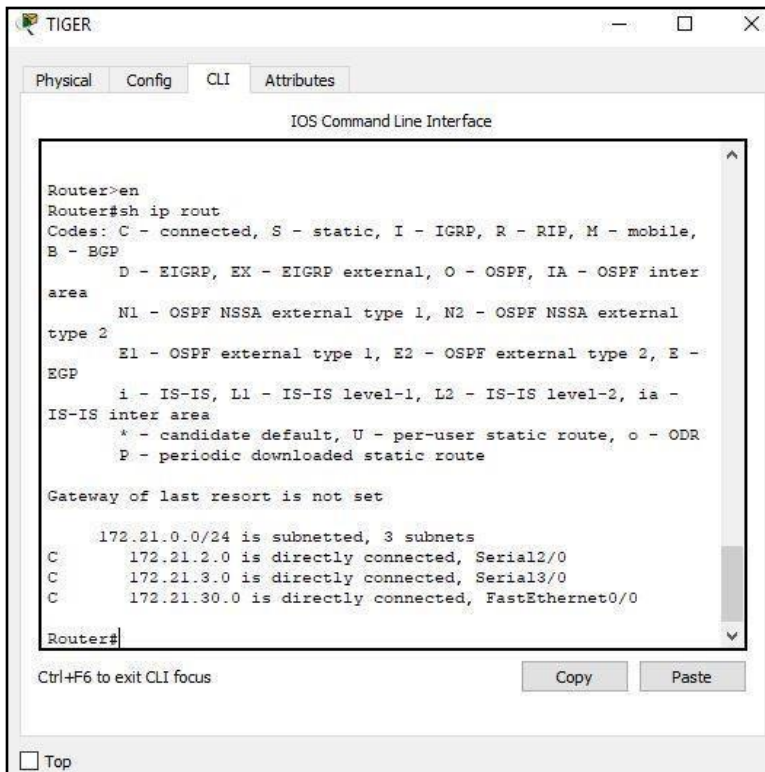 TIGER
Physical Config CLI Attributes
IOS Command Line Interface
Router>en
Router#sh ip rout
Codes: C - connected, S - static, I - IGRP, R - RIP, M - mobile,
B - BGP
D - EIGRP, EX - EIGRP external, O - OSPF, IA - OSPF inter
area
N1 - OSPF NSSA external type 1, N2 - OSPF NSSA external
type 2
E1 - OSPF external type 1, E2 - OSPF external type 2, E -
EGP
i - IS-IS, L1 - IS-IS level-1, L2 - IS-IS level-2, ia -
IS-IS inter area
* - candidate default, U - per-user static route, o - ODR
P - periodic downloaded static route
Gateway of last resort is not set
172.21.0.0/24 is subnetted, 3 subnets
C 172.21.2.0 is directly connected, Serial2/0
C 172.21.3.0 is directly connected, Serial3/0
C 172.21.30.0 is directly connected, FastEthernet0/0
Router#
Ctrl+F6 to exit CLI focus
Copy Paste
Top